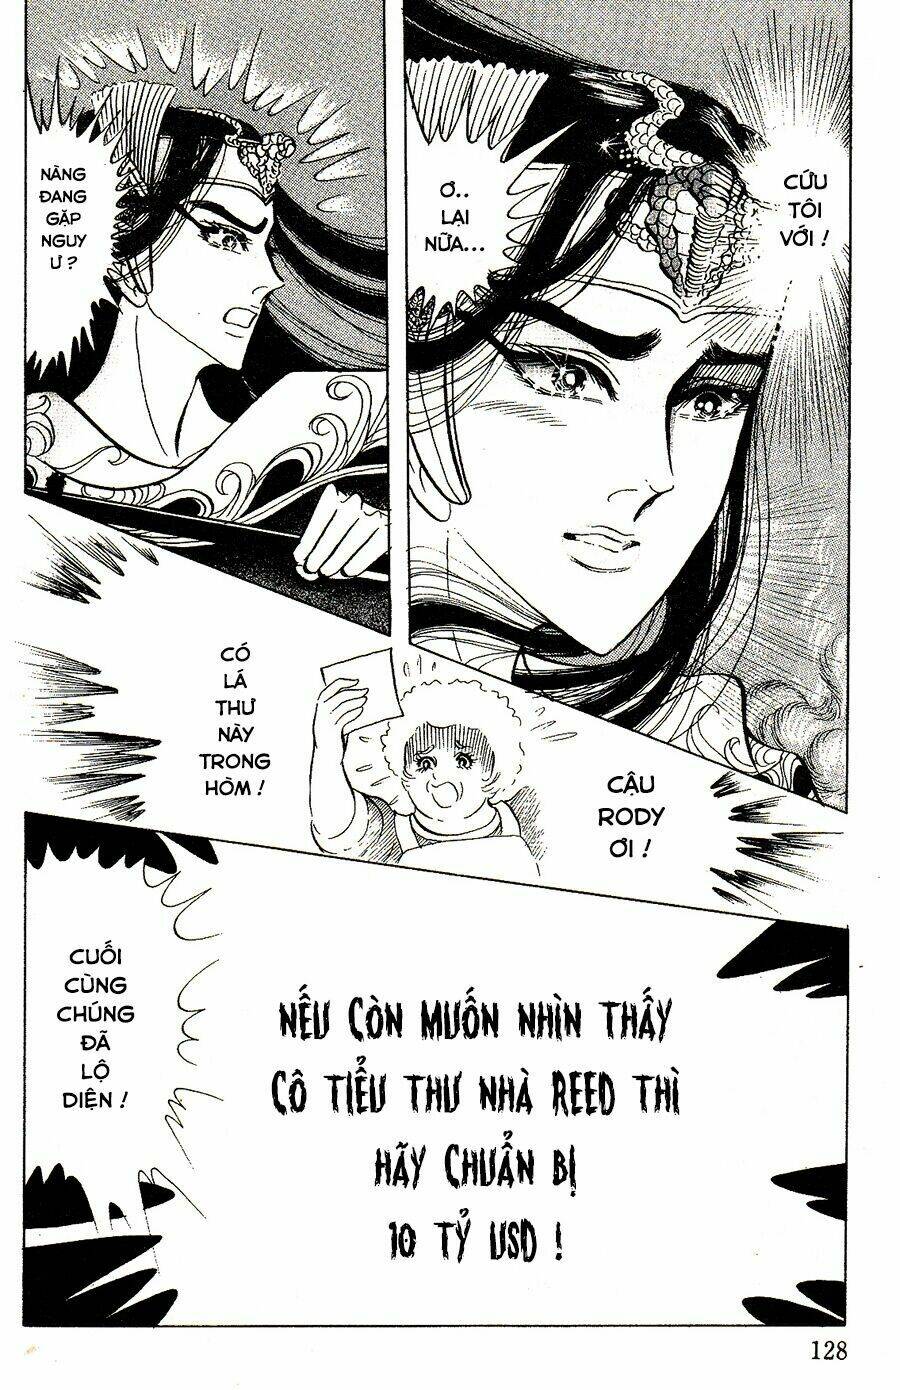 CỨU
TÔI
VỚI !
Ơ..
LẠI
NỮA...
NÀNG
ĐANG
GẶP
NGUY
Ư ?
CẬU
RODY
ƠI !
CÓ
LÁ
THƯ
NÀY
TRONG
HÒM !
CUỐI
CÙNG
CHÚNG
ĐÃ
LỘ
DIỆN !
NẾU CÒN MUỐN NHÌN THẤY
CÔ TIỂU THƯ NHÀ REED THÌ
HÃY CHUẨN BỊ
10 TỶ USD !
128